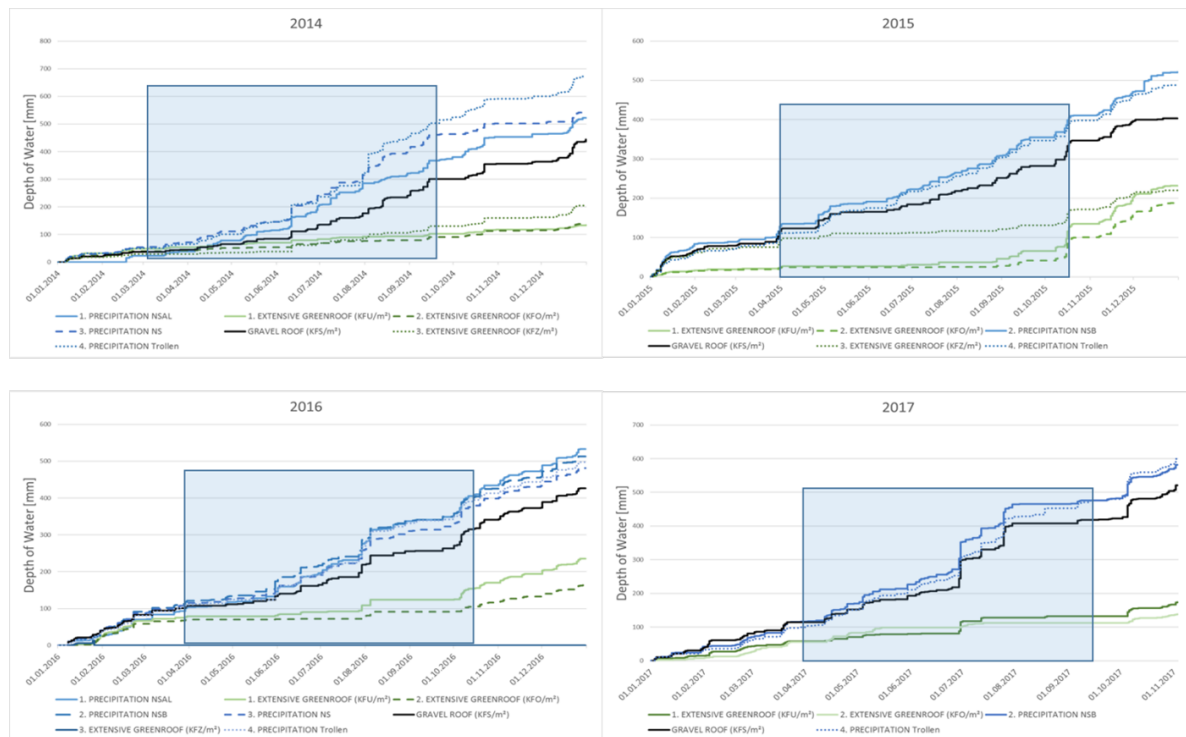 2014
Depth of Water [mm]
800
700
600
500
400
300
200
100
0
01.01.2014 01.02.2014 01.03.2014 01.04.2014 01.05.2014 01.06.2014 01.07.2014 01.08.2014 01.09.2014 01.10.2014 01.11.2014 01.12.2014
1. PRECIPITATION NSAL 1. EXTENSIVE GREENROOF (KFU/m²) 2. EXTENSIVE GREENROOF (KFO/m²)
3. PRECIPITATION NS GRAVEL ROOF (KFS/m²) 3. EXTENSIVE GREENROOF (KFZ/m²)
4. PRECIPITATION Trollen
2015
Depth of Water [mm]
600
500
400
300
200
100
0
01.01.2015 01.02.2015 01.03.2015 01.04.2015 01.05.2015 01.06.2015 01.07.2015 01.08.2015 01.09.2015 01.10.2015 01.11.2015 01.12.2015
1. EXTENSIVE GREENROOF (KFU/m²) 2. EXTENSIVE GREENROOF (KFO/m²) 2. PRECIPITATION NSB
GRAVEL ROOF (KFS/m²) 3. EXTENSIVE GREENROOF (KFZ/m²) 4. PRECIPITATION Trollen
2016
Depth of Water [mm]
600
500
400
300
200
100
0
01.01.2016 01.02.2016 01.03.2016 01.04.2016 01.05.2016 01.06.2016 01.07.2016 01.08.2016 01.09.2016 01.10.2016 01.11.2016 01.12.2016
1. PRECIPITATION NSAL 1. EXTENSIVE GREENROOF (KFU/m²) 2. EXTENSIVE GREENROOF (KFO/m²)
2. PRECIPITATION NSB 3. PRECIPITATION NS GRAVEL ROOF (KFS/m²)
3. EXTENSIVE GREENROOF (KFZ/m²) 4. PRECIPITATION Trollen
2017
Depth of Water [mm]
700
600
500
400
300
200
100
0
01.01.2017 01.02.2017 01.03.2017 01.04.2017 01.05.2017 01.06.2017 01.07.2017 01.08.2017 01.09.2017 01.10.2017 01.11.2017
1. EXTENSIVE GREENROOF (KFU/m²) 2. EXTENSIVE GREENROOF (KFO/m²) 2. PRECIPITATION NSB
GRAVEL ROOF (KFS/m²) 4. PRECIPITATION Trollen